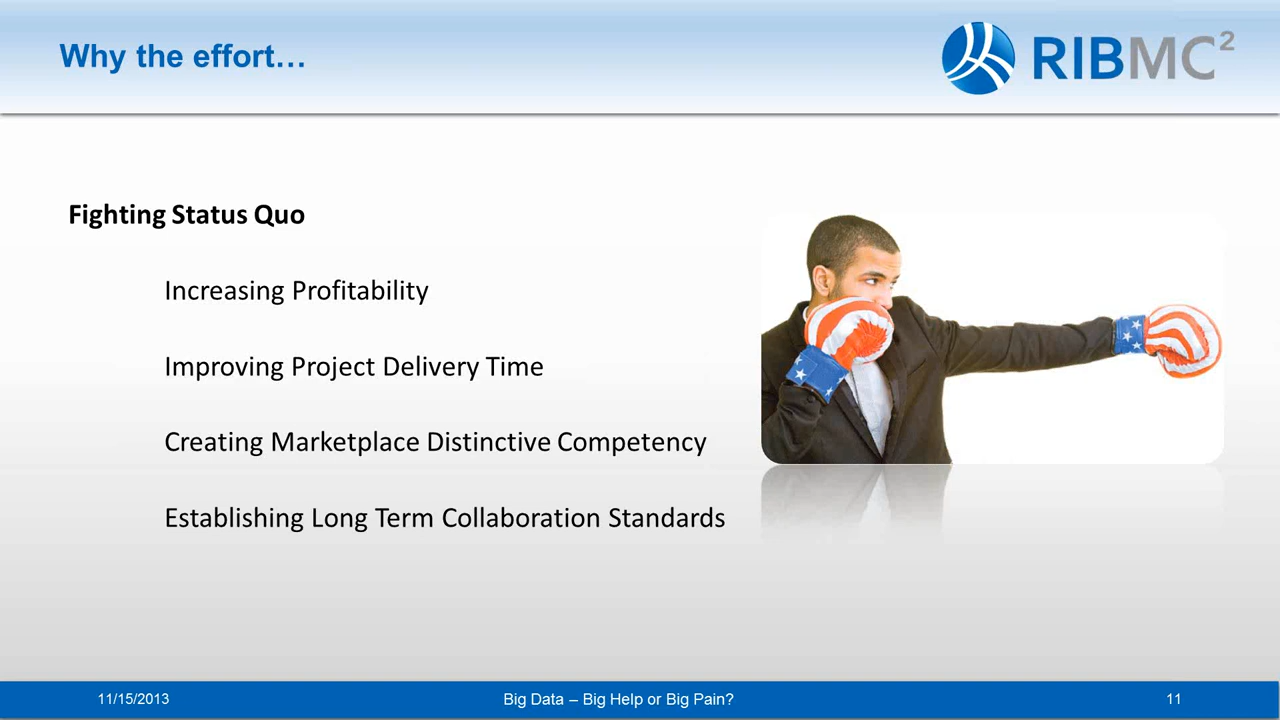 Why the effort…
RIBMC²
Fighting Status Quo
Increasing Profitability
Improving Project Delivery Time
Creating Marketplace Distinctive Competency
Establishing Long Term Collaboration Standards
11/15/2013
Big Data – Big Help or Big Pain?
11